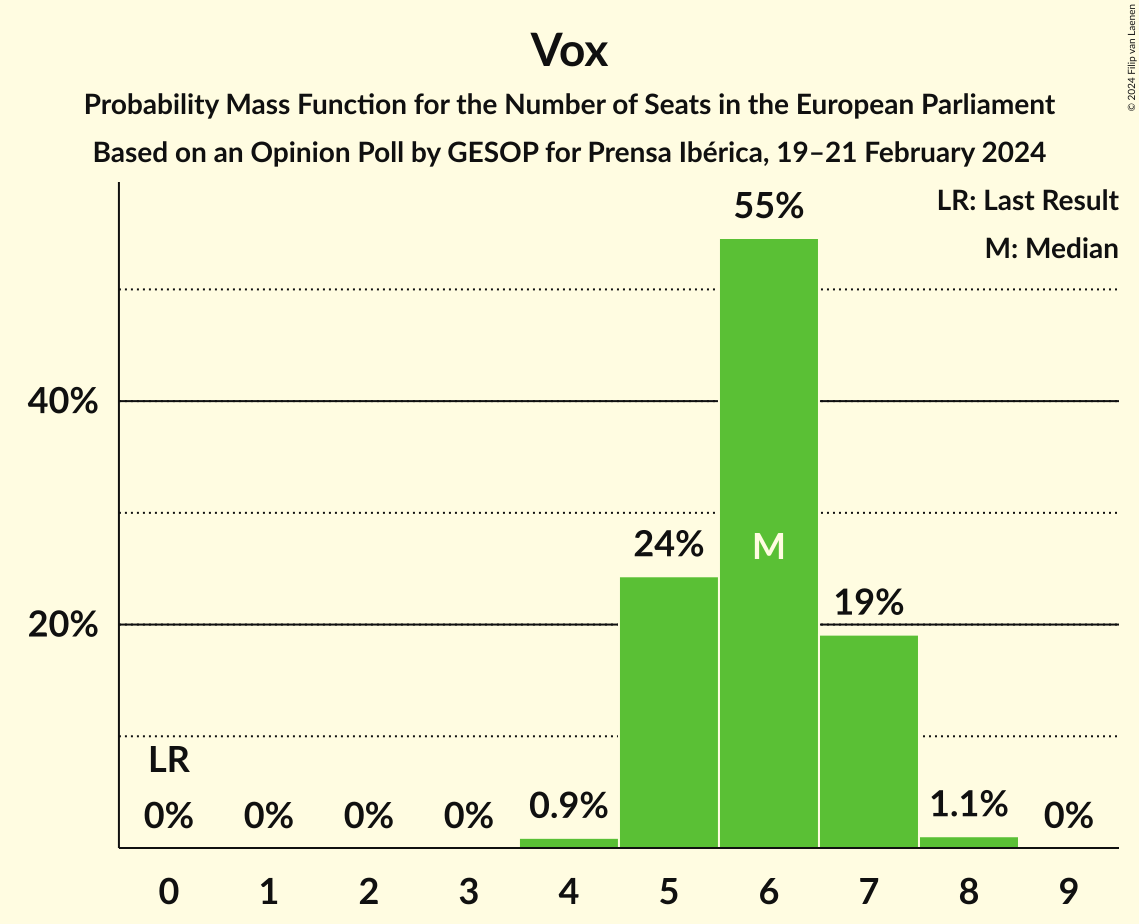 Vox
Probability Mass Function for the Number of Seats in the European Parliament
Based on an Opinion Poll by GESOP for Prensa Ibérica, 19–21 February 2024
© 2024 Filip van Laenen
LR: Last Result
M: Median
55%
40%
24%
M
19%
20%
LR
0%
0%
0%
0%
0.9%
1.1%
0%
0
1
2
3
4
5
6
7
8
9